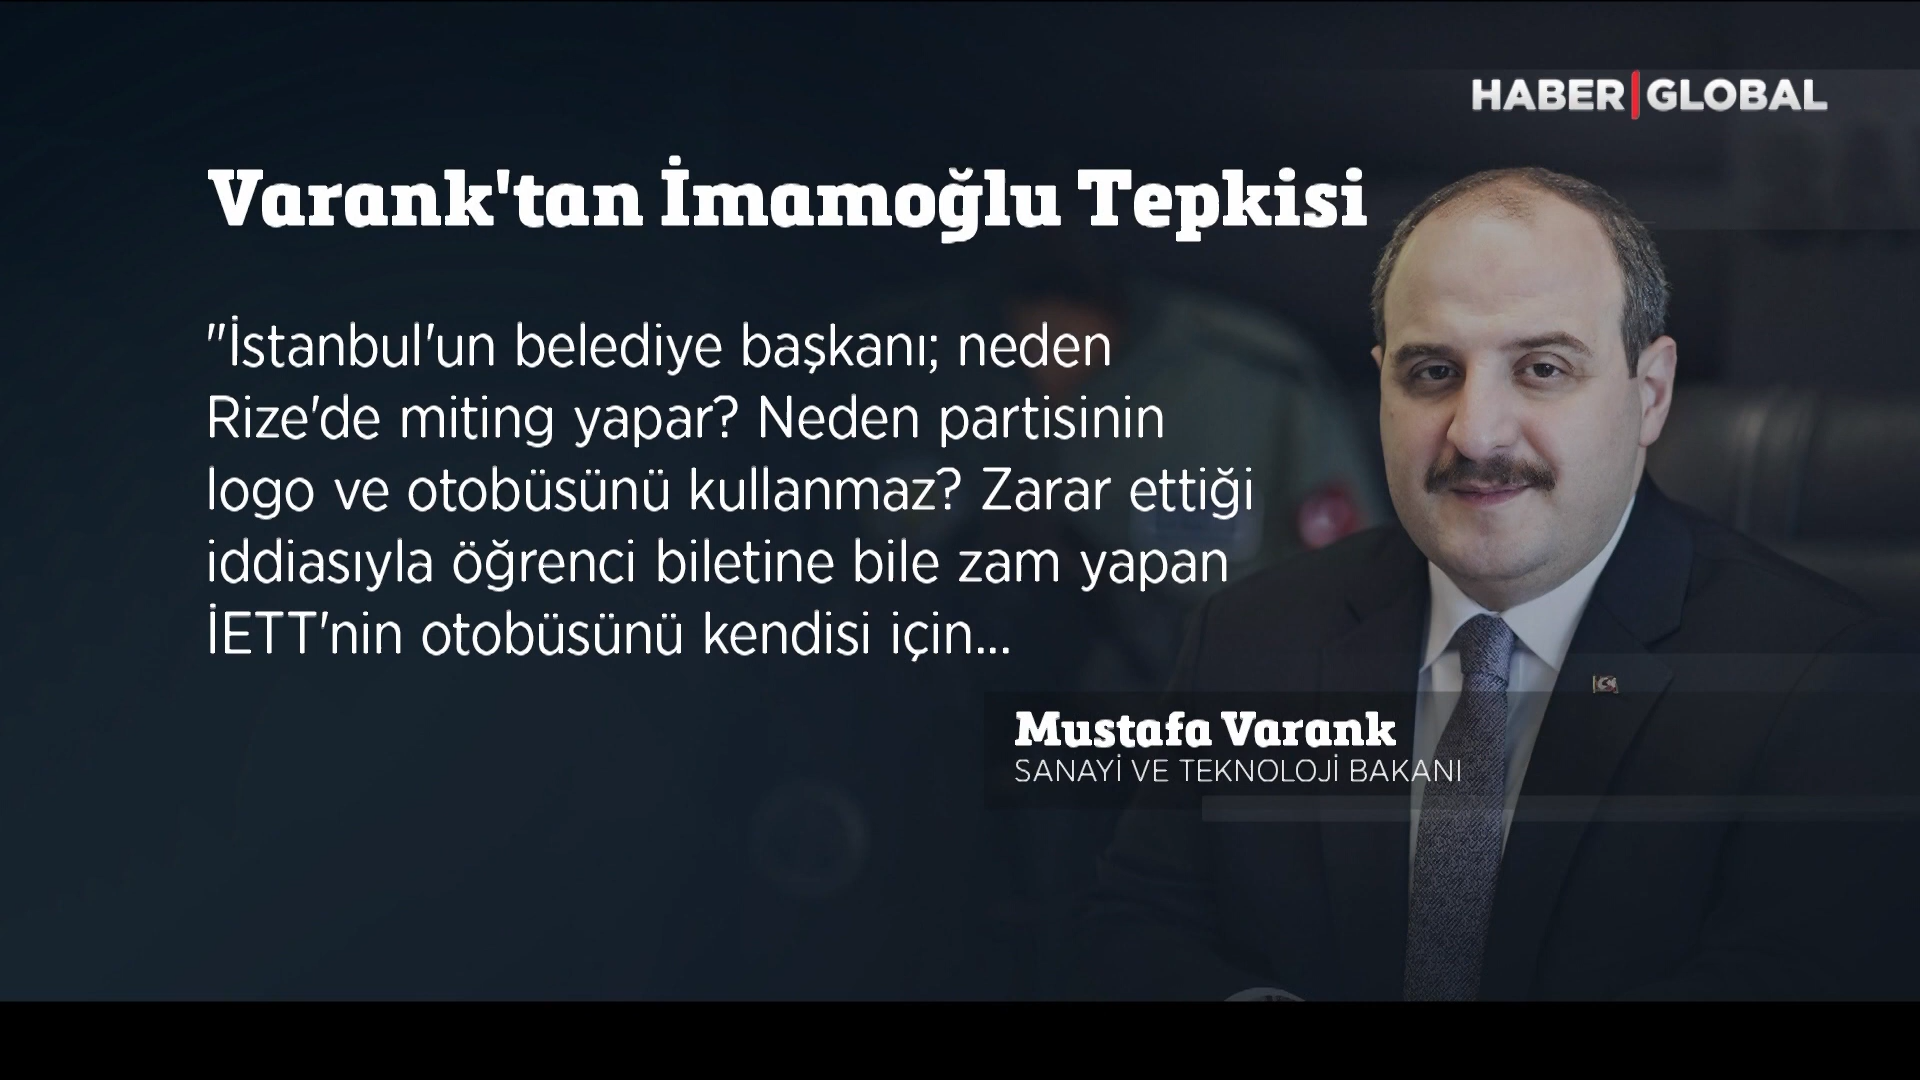 HABER GLOBAL
Varank'tan İmamoğlu Tepkisi
"İstanbul'un belediye başkanı; neden
Rize'de miting yapar? Neden partisinin
logo ve otobüsünü kullanmaz? Zarar ettiği
iddiasıyla öğrenci biletine bile zam yapan
İETT'nin otobüsünü kendisi için...
Mustafa Varank
SANAYİ VE TEKNOLOJİ BAKANI